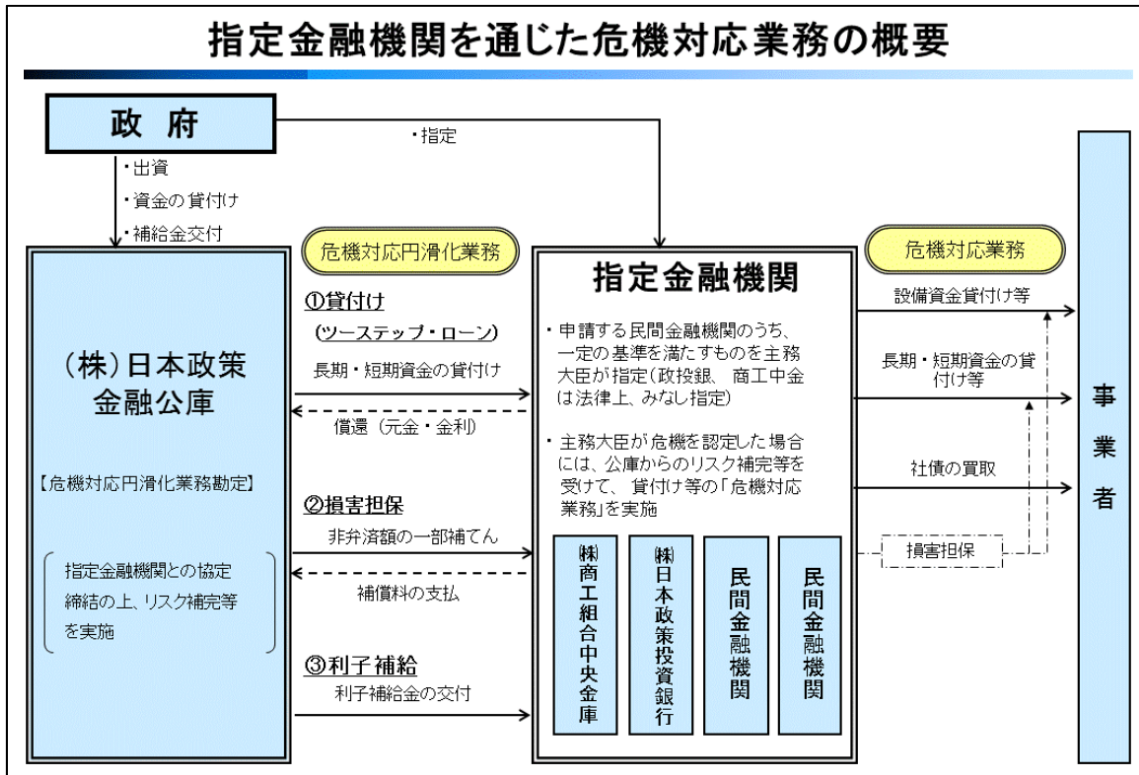 指定金融機関を通じた危機対応業務の概要
政 府
・指定
・出資
・資金の貸付け
・補給金交付
(株)日本政策
金融公庫
【危機対応円滑化業務勘定】
指定金融機関との協定
締結の上、リスク補完等
を実施
危機対応円滑化業務
①貸付け
(ツーステップ・ローン)
長期・短期資金の貸付け
償還（元金・金利）
②損害担保
非弁済額の一部補てん
補償料の支払
③利子補給
利子補給金の交付
指定金融機関
・申請する民間金融機関のうち、
一定の基準を満たすものを主務
大臣が指定(政投銀、商工中金
は法律上、みなし指定)
・主務大臣が危機を認定した場合
には、公庫からのリスク補完等を
受けて、貸付け等の「危機対応
業務」を実施
㈱商工組合中央金庫
㈱日本政策投資銀行
民間金融機関
民間金融機関
危機対応業務
設備資金貸付け等
長期・短期資金の貸
付け等
社債の買取
損害担保
事業者